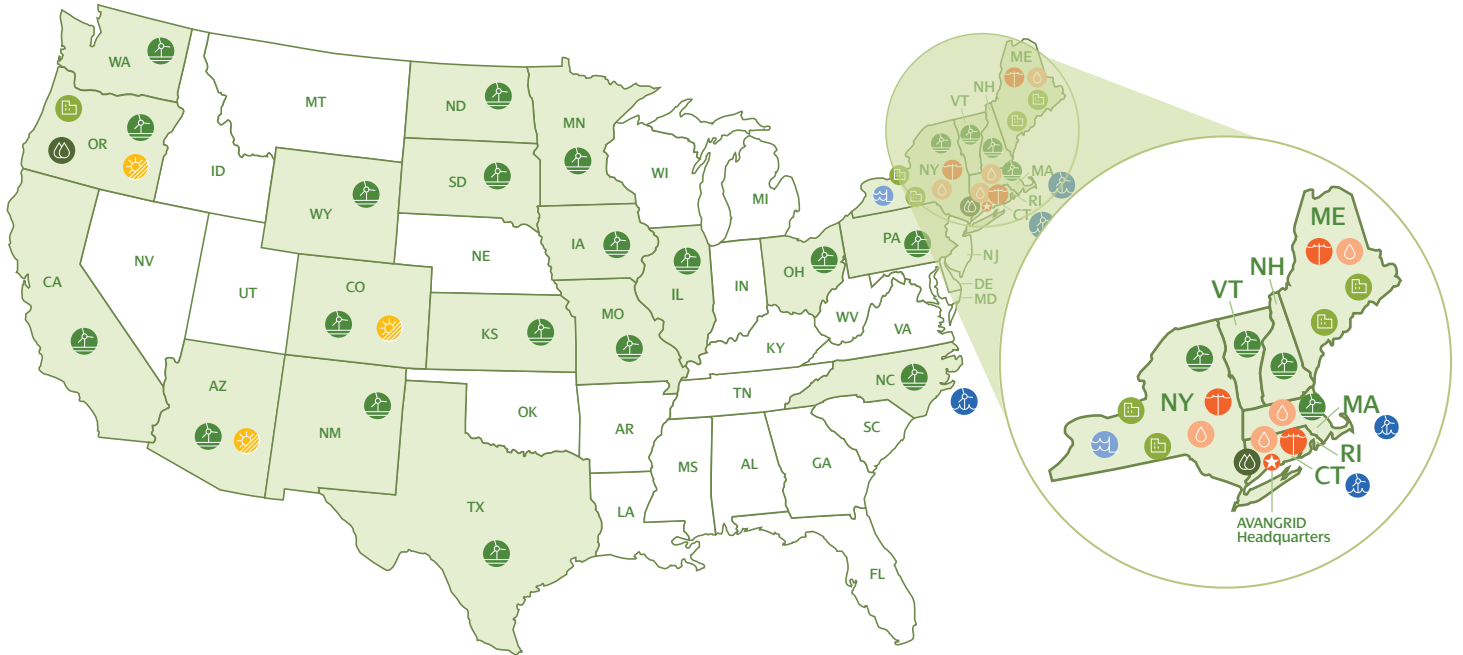 WA
MT
ND
MN
OR
ID
SD
WI
MI
WY
IA
NE
PA
NV
UT
CO
IL
IN
OH
NJ
DE
MD
CA
KS
MO
WV
VA
KY
AZ
NM
OK
TN
NC
AR
SC
MS
AL
GA
TX
LA
FL
ME
NH
VT
NY
MA
RI
CT
ME
NH
VT
NY
MA
RI
CT
AVANGRID
Headquarters